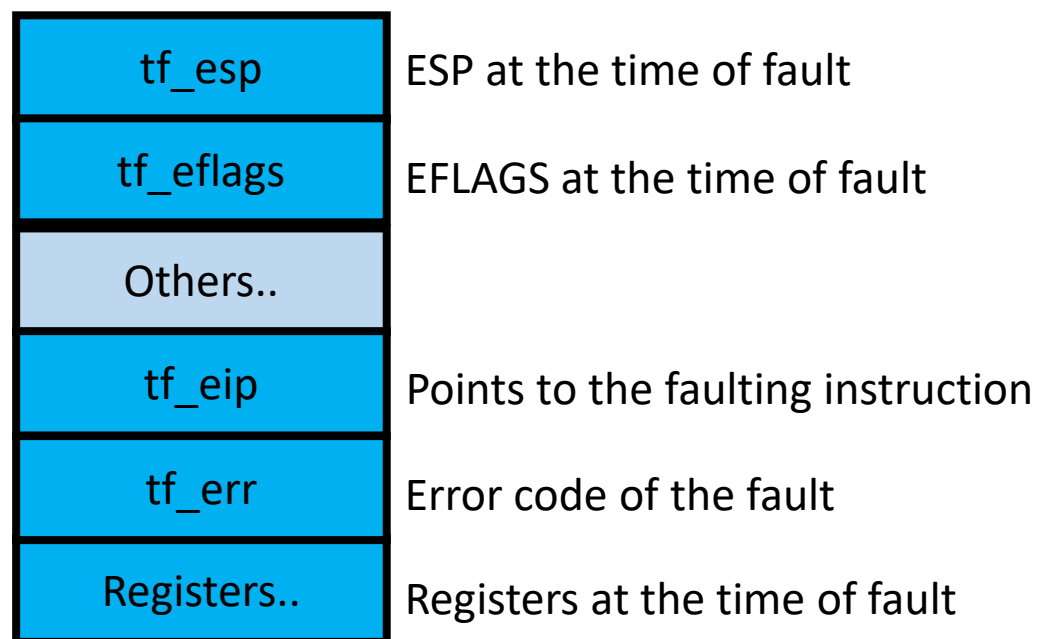 tf_esp ESP at the time of fault
tf_eflags EFLAGS at the time of fault
Others..
tf_eip Points to the faulting instruction
tf_err Error code of the fault
Registers.. Registers at the time of fault